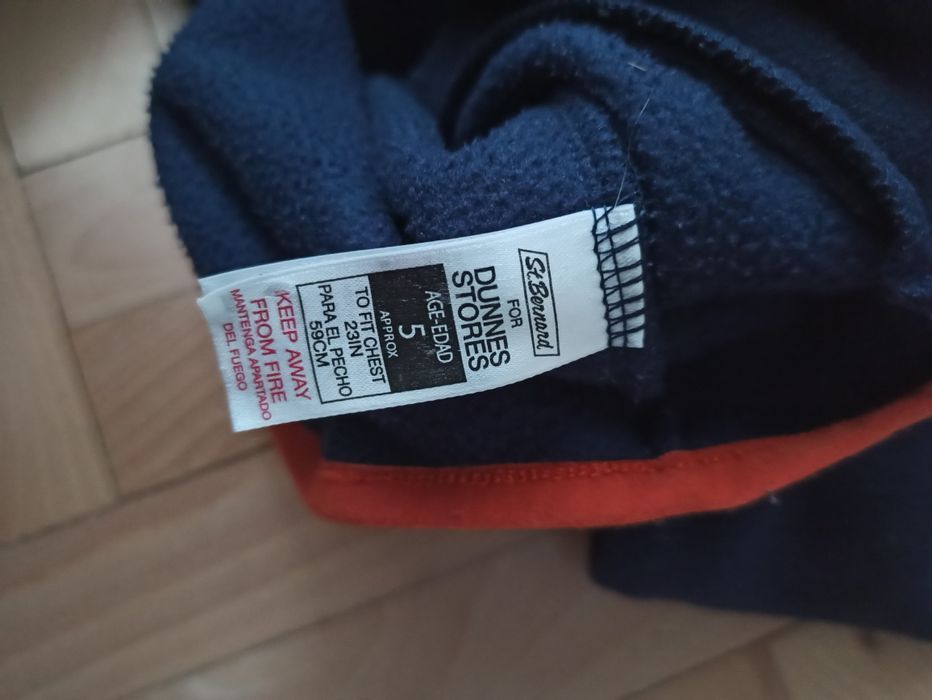 St.Bernard
FOR
DUNNES
STORES
AGE-EDAD
5
APPROX
TO FIT CHEST
23IN
PARA EL PECHO
59CM
KEEP AWAY
FROM FIRE
MANTENGA APARTADO
DEL FUEGO